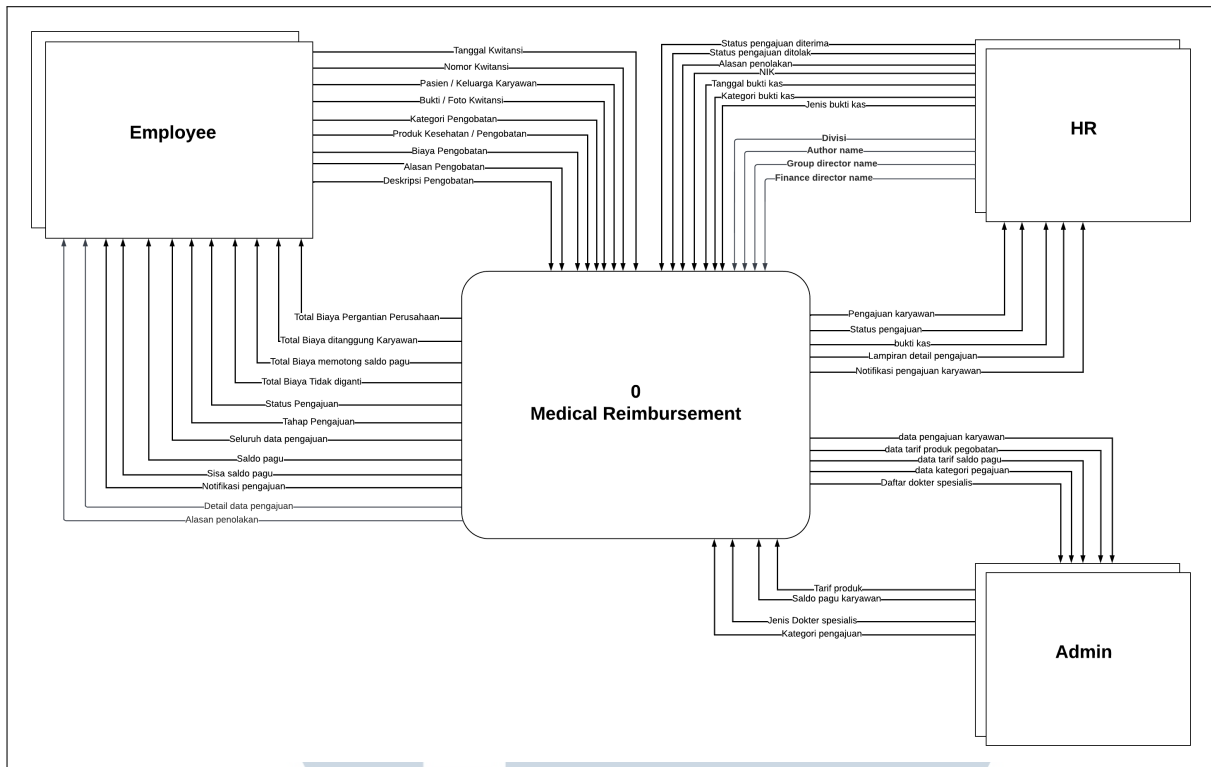 Employee
Tanggal Kwitansi
Nomor Kwitansi
Pasien / Keluarga Karyawan
Bukti / Foto Kwitansi
Kategori Pengobatan
Produk Kesehatan / Pengobatan
Biaya Pengobatan
Alasan Pengobatan
Deskripsi Pengobatan
Status pengajuan diterima
Status pengajuan ditolak
Alasan penolakan
NIK
Tanggal bukti kas
Kategori bukti kas
Jenis bukti kas
Divisi
Author name
Group director name
Finance director name
HR
Total Biaya Pergantian Perusahaan
Total Biaya ditanggung Karyawan
Total Biaya memotong saldo pagu
Total Biaya Tidak diganti
Status Pengajuan
Tahap Pengajuan
Seluruh data pengajuan
Saldo pagu
Sisa saldo pagu
Notifikasi pengajuan
Detail data pengajuan
Alasan penolakan
0
Medical Reimbursement
Pengajuan karyawan
Status pengajuan
bukti kas
Lampiran detail pengajuan
Notifikasi pengajuan karyawan
data pengajuan karyawan
data tarif produk pegobatan
data tarif saldo pagu
data kategori pegajuan
Daftar dokter spesialis
Tarif produk
Saldo pagu karyawan
Jenis Dokter spesialis
Kategori pengajuan
Admin